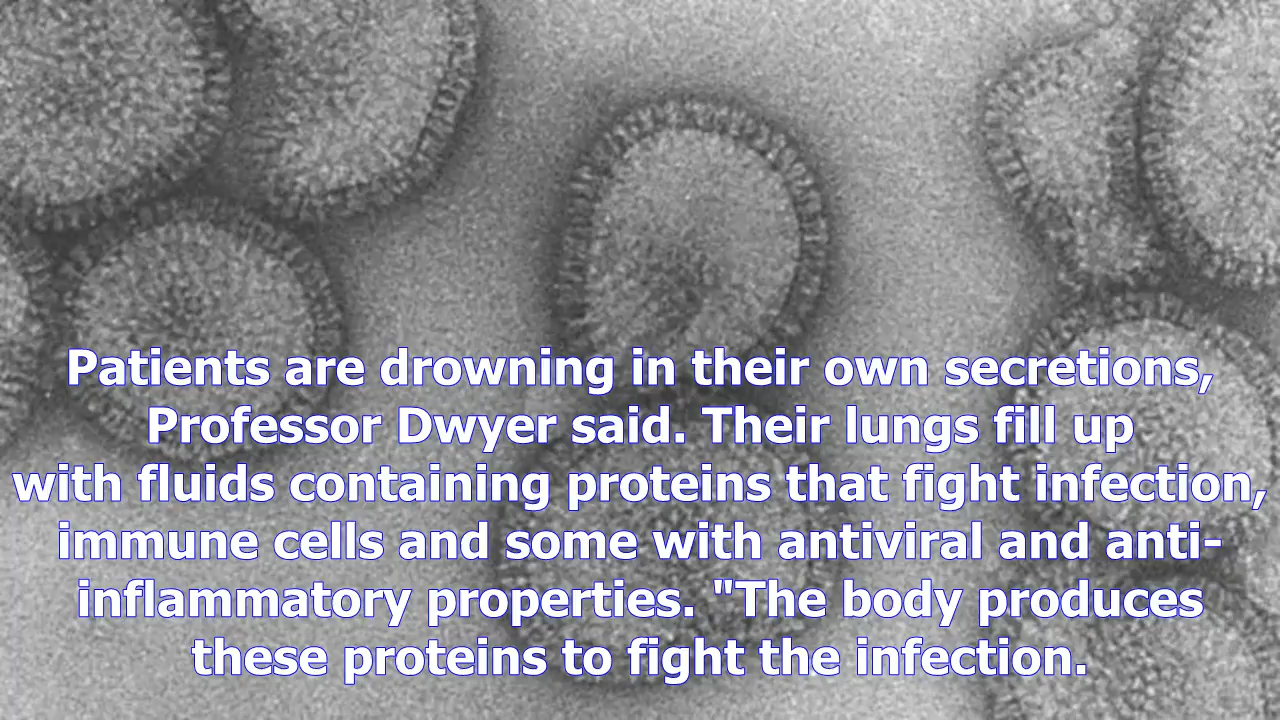 Patients are drowning in their own secretions,
Professor Dwyer said. Their lungs fill up
with fluids containing proteins that fight infection,
immune cells and some with antiviral and anti-
inflammatory properties. "The body produces
these proteins to fight the infection.